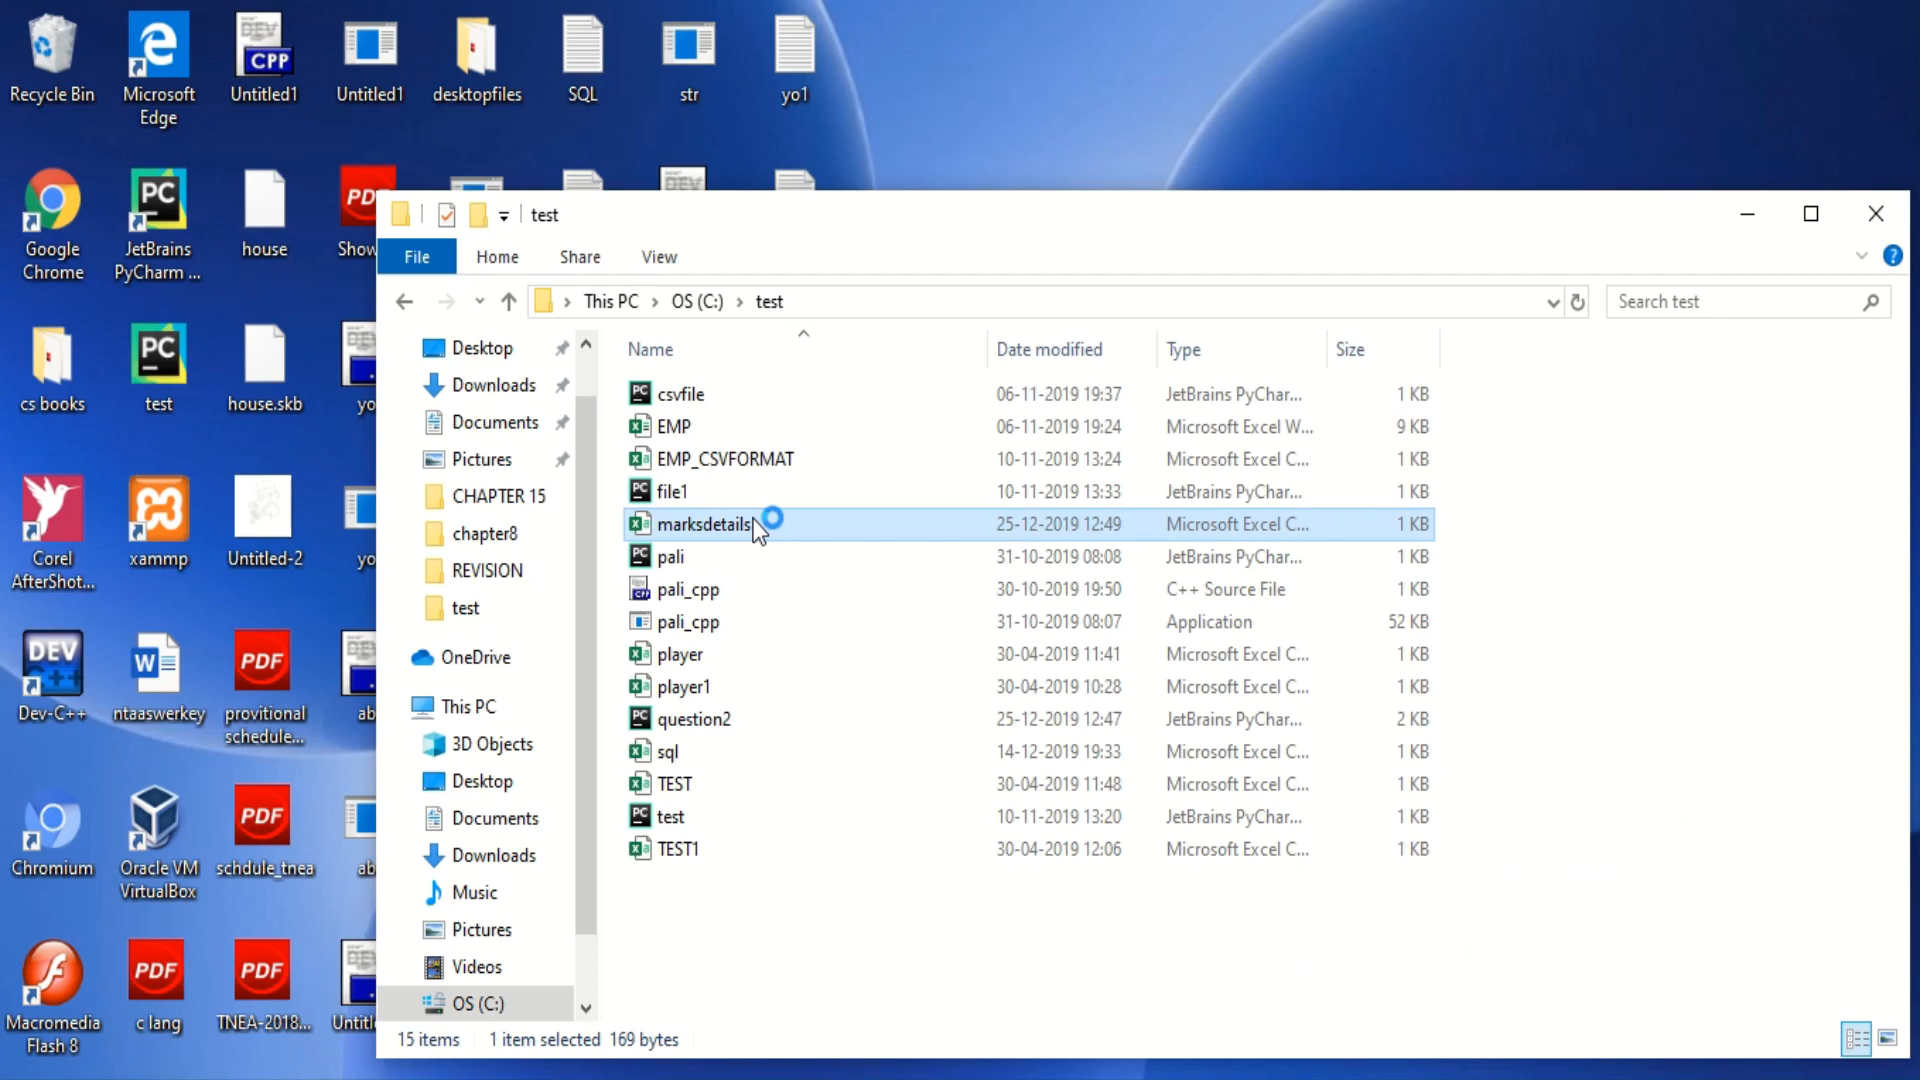 Recycle Bin
Microsoft Edge
Untitled1
Untitled1
desktopfiles
SQL
str
yo1
Google Chrome
JetBrains PyCharm ...
house
Show
cs books
test
house.skb
yo
Corel AfterShot...
xammp
Untitled-2
yo
Dev-C++
ntaaswerkey
provitional schedule...
ab
Chromium
Oracle VM VirtualBox
schdule_tnea
ab
Macromedia Flash 8
c lang
TNEA-2018...
Untitl
test
File Home Share View
This PC OS (C:) test
Search test
Desktop
Downloads
Documents
Pictures
CHAPTER 15
chapter8
REVISION
test
OneDrive
This PC
3D Objects
Desktop
Documents
Downloads
Music
Pictures
Videos
OS (C:)
Name Date modified Type Size
csvfile 06-11-2019 19:37 JetBrains PyChar... 1 KB
EMP 06-11-2019 19:24 Microsoft Excel W... 9 KB
EMP_CSVFORMAT 10-11-2019 13:24 Microsoft Excel C... 1 KB
file1 10-11-2019 13:33 JetBrains PyChar... 1 KB
marksdetails 25-12-2019 12:49 Microsoft Excel C... 1 KB
pali 31-10-2019 08:08 JetBrains PyChar... 1 KB
pali_cpp 30-10-2019 19:50 C++ Source File 1 KB
pali_cpp 31-10-2019 08:07 Application 52 KB
player 30-04-2019 11:41 Microsoft Excel C... 1 KB
player1 30-04-2019 10:28 Microsoft Excel C... 1 KB
question2 25-12-2019 12:47 JetBrains PyChar... 2 KB
sql 14-12-2019 19:33 Microsoft Excel C... 1 KB
TEST 30-04-2019 11:48 Microsoft Excel C... 1 KB
test 10-11-2019 13:20 JetBrains PyChar... 1 KB
TEST1 30-04-2019 12:06 Microsoft Excel C... 1 KB
15 items 1 item selected 169 bytes